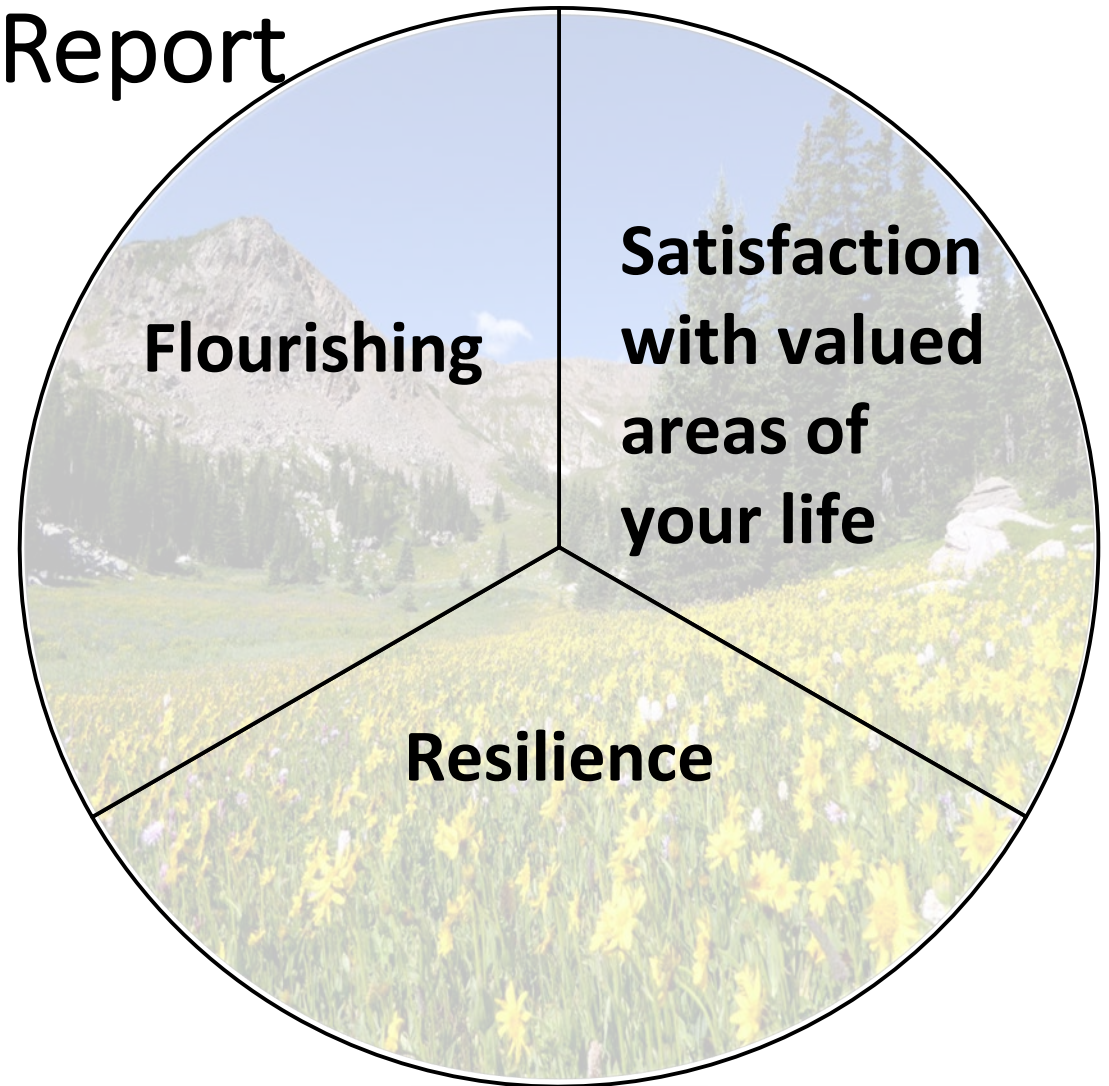 Report
Flourishing
Satisfaction
with valued
areas of
your life
Resilience